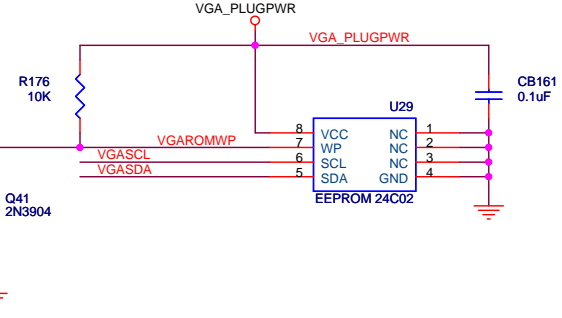 VGA_PLUGPWR
VGA_PLUGPWR
R176
10K
CB161
0.1uF
U29
8 VCC NC 1
VGAROMWP 7 WP NC 2
VGASCL 6 SCL NC 3
VGASDA 5 SDA GND 4
EEPROM 24C02
Q41
2N3904